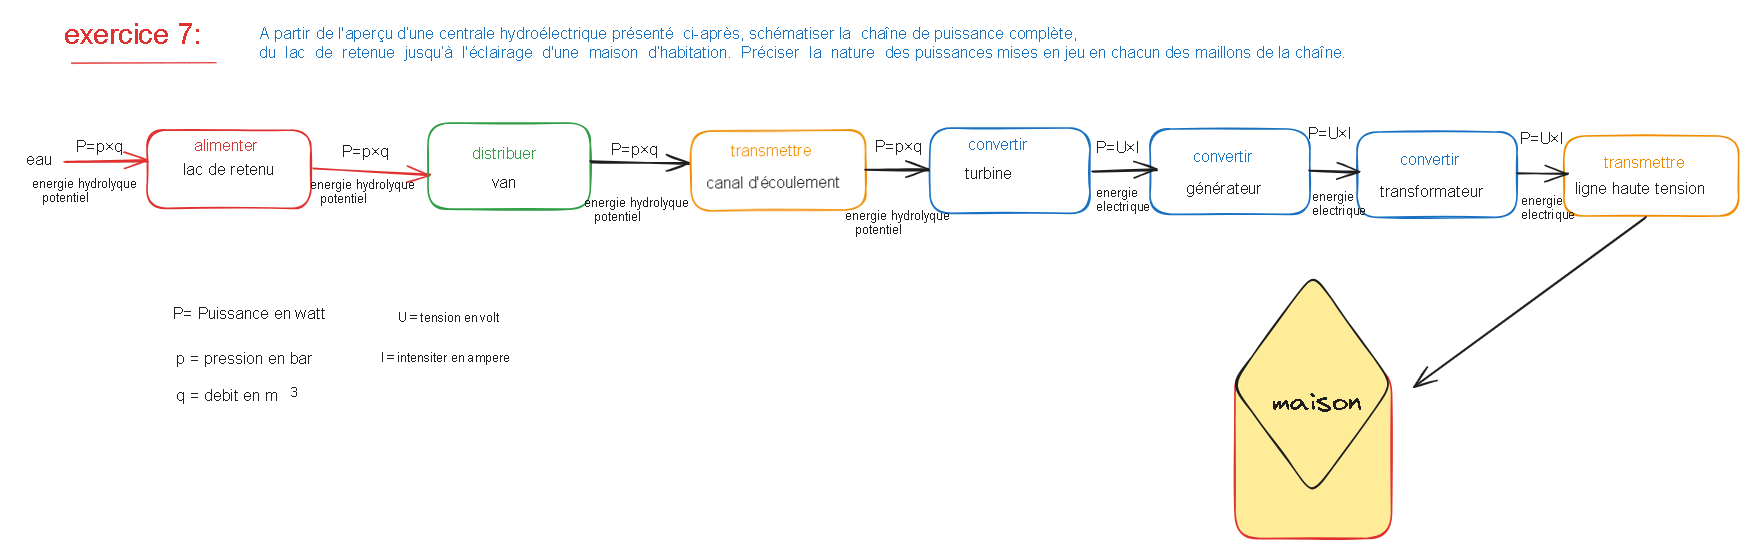 exercice 7:
A partir de l'aperçu d'une centrale hydroélectrique présenté ci-après, schématiser la chaîne de puissance complète,
du lac de retenue jusqu'à l'éclairage d'une maison d'habitation. Préciser la nature des puissances mises en jeu en chacun des maillons de la chaîne.
eau
P=p×q
energie hydrolyque
potentiel
alimenter
lac de retenu
P=p×q
energie hydrolyque
potentiel
distribuer
van
P=p×q
energie hydrolyque
potentiel
transmettre
canal d'écoulement
P=p×q
energie hydrolyque
potentiel
convertir
turbine
P=U×I
energie
electrique
convertir
générateur
P=U×I
energie
electrique
convertir
transformateur
P=U×I
energie
electrique
transmettre
ligne haute tension
P= Puissance en watt
U = tension en volt
p = pression en bar
I = intensiter en ampere
q = debit en m 3
maison